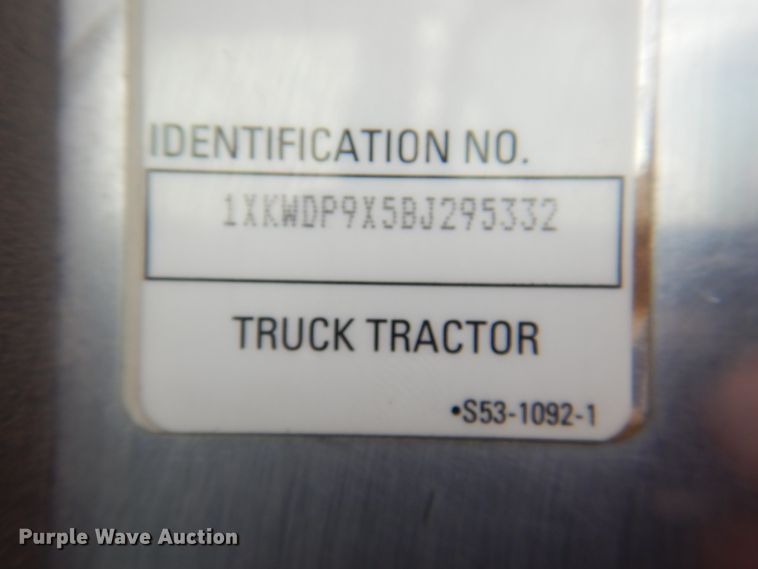 IDENTIFICATION NO.
1XKWDP9X5BJ295332
TRUCK TRACTOR
•S53-1092-1
Purple Wave Auction